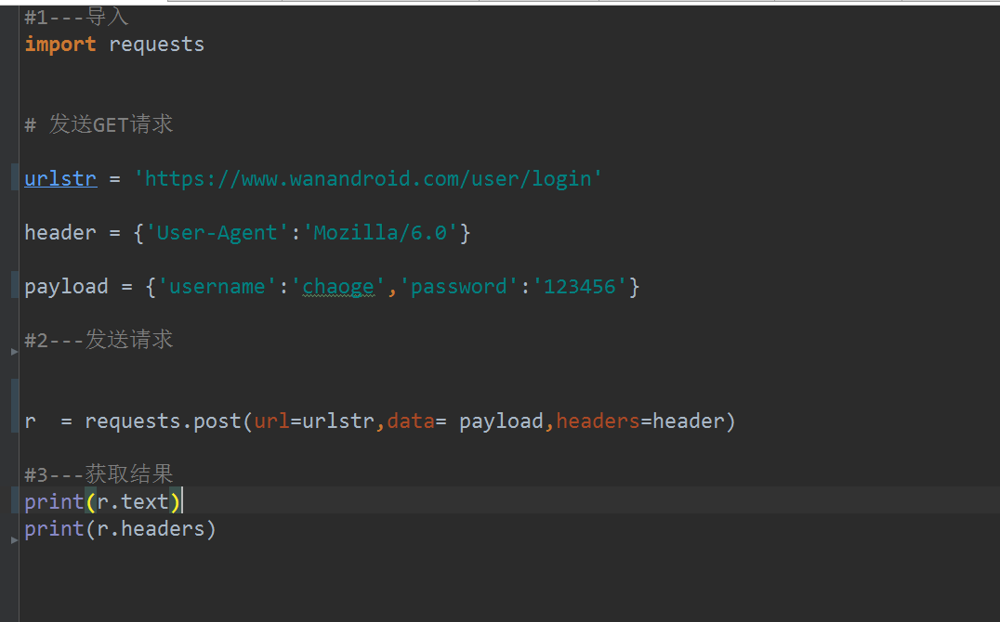 #1---导入
import requests
# 发送GET请求
urlstr = 'https://www.wanandroid.com/user/login'
header = {'User-Agent':'Mozilla/6.0'}
payload = {'username':'chaoge','password':'123456'}
#2---发送请求
r  = requests.post(url=urlstr,data= payload,headers=header)
#3---获取结果
print(r.text)
print(r.headers)